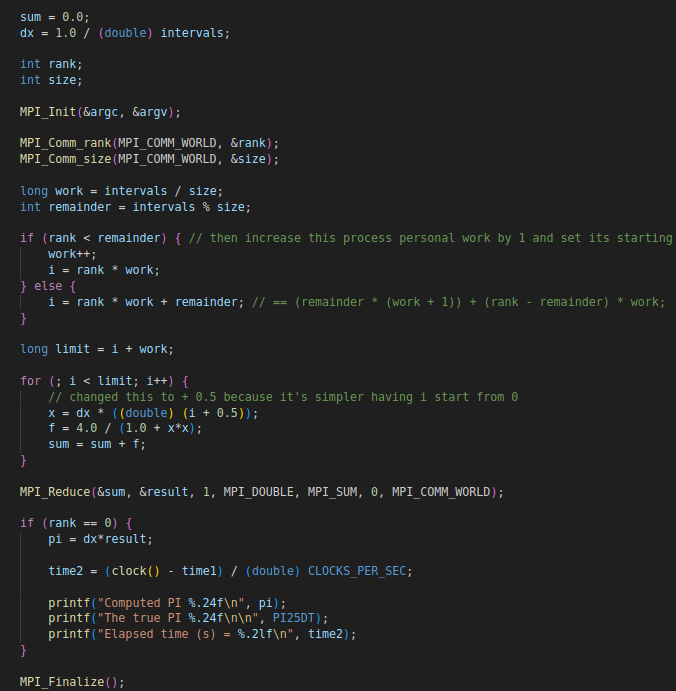 sum = 0.0;
dx = 1.0 / (double) intervals;
int rank;
int size;
MPI_Init(&argc, &argv);
MPI_Comm_rank(MPI_COMM_WORLD, &rank);
MPI_Comm_size(MPI_COMM_WORLD, &size);
long work = intervals / size;
int remainder = intervals % size;
if (rank < remainder) { // then increase this process personal work by 1 and set its starting
work++;
i = rank * work;
} else {
i = rank * work + remainder; // == (remainder * (work + 1)) + (rank - remainder) * work;
}
long limit = i + work;
for (; i < limit; i++) {
// changed this to + 0.5 because it's simpler having i start from 0
x = dx * ((double) (i + 0.5));
f = 4.0 / (1.0 + x*x);
sum = sum + f;
}
MPI_Reduce(&sum, &result, 1, MPI_DOUBLE, MPI_SUM, 0, MPI_COMM_WORLD);
if (rank == 0) {
pi = dx*result;
time2 = (clock() - time1) / (double) CLOCKS_PER_SEC;
printf("Computed PI %.24f\n", pi);
printf("The true PI %.24f\n\n", PI25DT);
printf("Elapsed time (s) = %.2lf\n", time2);
}
MPI_Finalize();